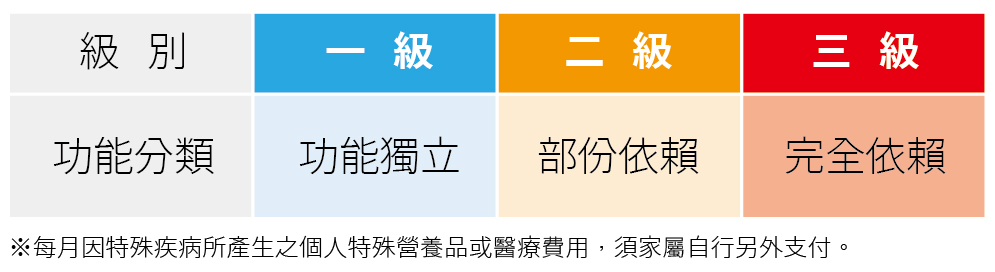 級 別 一 級 二 級 三 級
功能分類 功能獨立 部份依賴 完全依賴
※每月因特殊疾病所產生之個人特殊營養品或醫療費用，須家屬自行另外支付。